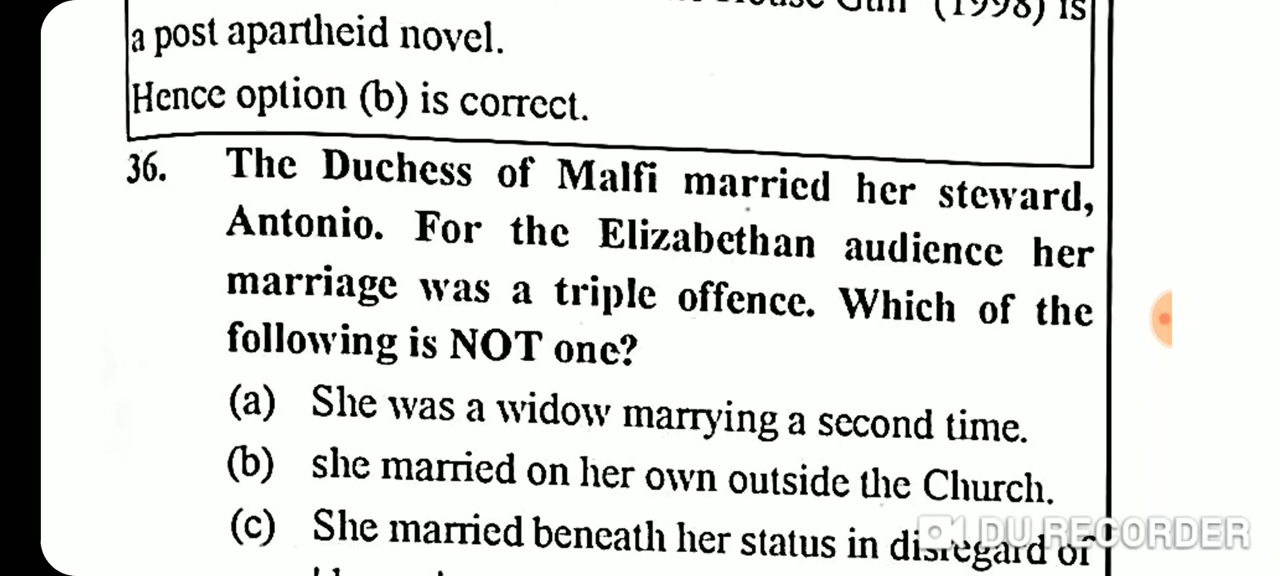 (1998) is
a post apartheid novel.
Hence option (b) is correct.
36. The Duchess of Malfi married her steward,
Antonio. For the Elizabethan audience her
marriage was a triple offence. Which of the
following is NOT one?
(a) She was a widow marrying a second time.
(b) she married on her own outside the Church.
(c) She married beneath her status in disregard of
DU RECORDER